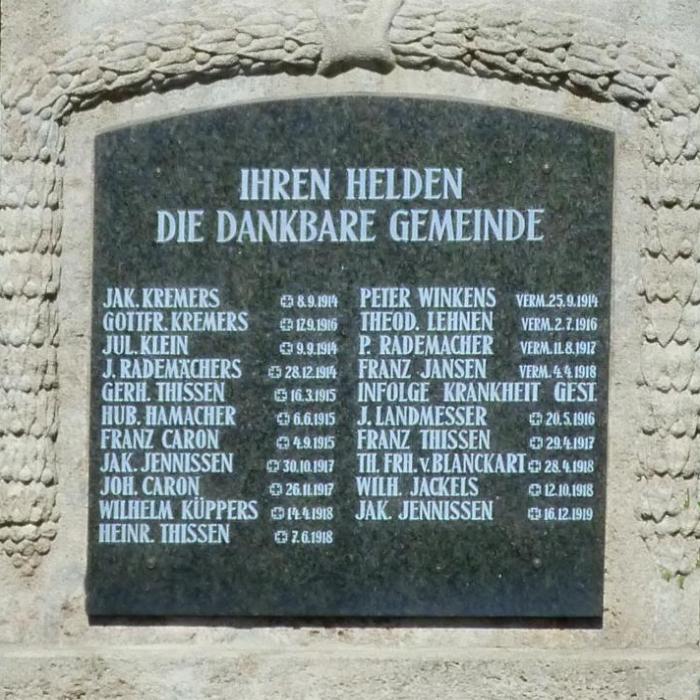 IHREN HELDEN
DIE DANKBARE GEMEINDE
JAK. KREMERS ✠ 8.9.1914
GOTTFR. KREMERS ✠ 12.9.1916
JUL. KLEIN ✠ 9.9.1914
J. RADEMÄCHERS ✠ 28.12.1914
GERH. THISSEN ✠ 16.3.1915
HUB. HAMACHER ✠ 6.6.1915
FRANZ CARON ✠ 4.9.1915
JAK. JENNISSEN ✠ 30.10.1917
JOH. CARON ✠ 26.11.1917
WILHELM KÜPPERS ✠ 14.4.1918
HEINR. THISSEN ✠ 7.6.1918
PETER WINKENS VERM. 25.9.1914
THEOD. LEHNEN VERM. 2.7.1916
P. RADEMACHER VERM. 11.8.1917
FRANZ JANSEN VERM. 4.4.1918
INFOLGE KRANKHEIT GEST.
J. LANDMESSER ✠ 20.5.1916
FRANZ THISSEN ✠ 29.4.1917
TH. FRH. v. BLANCKART ✠ 28.4.1918
WILH. JACKELS ✠ 12.10.1918
JAK. JENNISSEN ✠ 16.12.1919